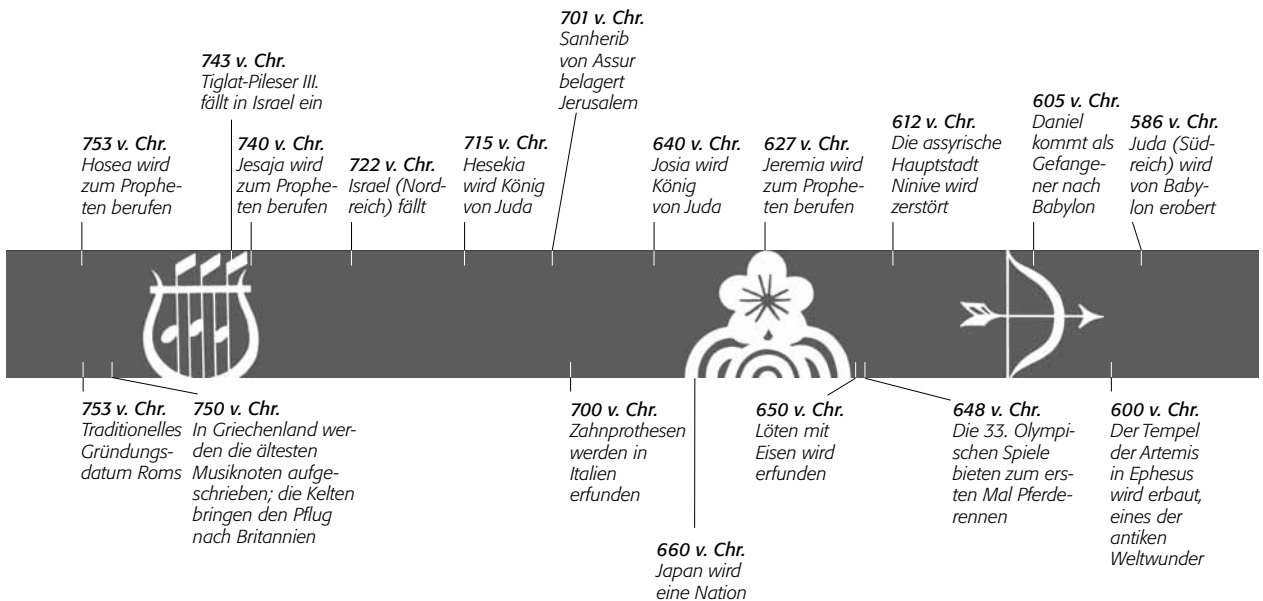 753 v. Chr.
Hosea wird
zum Prophe-
ten berufen
743 v. Chr.
Tiglat-Pileser III.
fällt in Israel ein
740 v. Chr.
Jesaja wird
zum Prophe-
ten berufen
722 v. Chr.
Israel (Nord-
reich) fällt
715 v. Chr.
Hesekia
wird König
von Juda
701 v. Chr.
Sanherib
von Assur
belagert
Jerusalem
640 v. Chr.
Josia wird
König
von Juda
627 v. Chr.
Jeremia wird
zum Prophe-
ten berufen
612 v. Chr.
Die assyrische
Hauptstadt
Ninive wird
zerstört
605 v. Chr.
Daniel
kommt als
Gefange-
ner nach
Babylon
586 v. Chr.
Juda (Süd-
reich) wird
von Baby-
lon erobert
753 v. Chr.
Traditionelles
Gründungs-
datum Roms
750 v. Chr.
In Griechenland wer-
den die ältesten
Musiknoten aufge-
schrieben; die Kelten
bringen den Pflug
nach Britannien
700 v. Chr.
Zahnprothesen
werden in
Italien
erfunden
660 v. Chr.
Japan wird
eine Nation
650 v. Chr.
Löten mit
Eisen wird
erfunden
648 v. Chr.
Die 33. Olympi-
schen Spiele
bieten zum ers-
ten Mal Pferde-
rennen
600 v. Chr.
Der Tempel
der Artemis
in Ephesus
wird erbaut,
eines der
antiken
Weltwunder